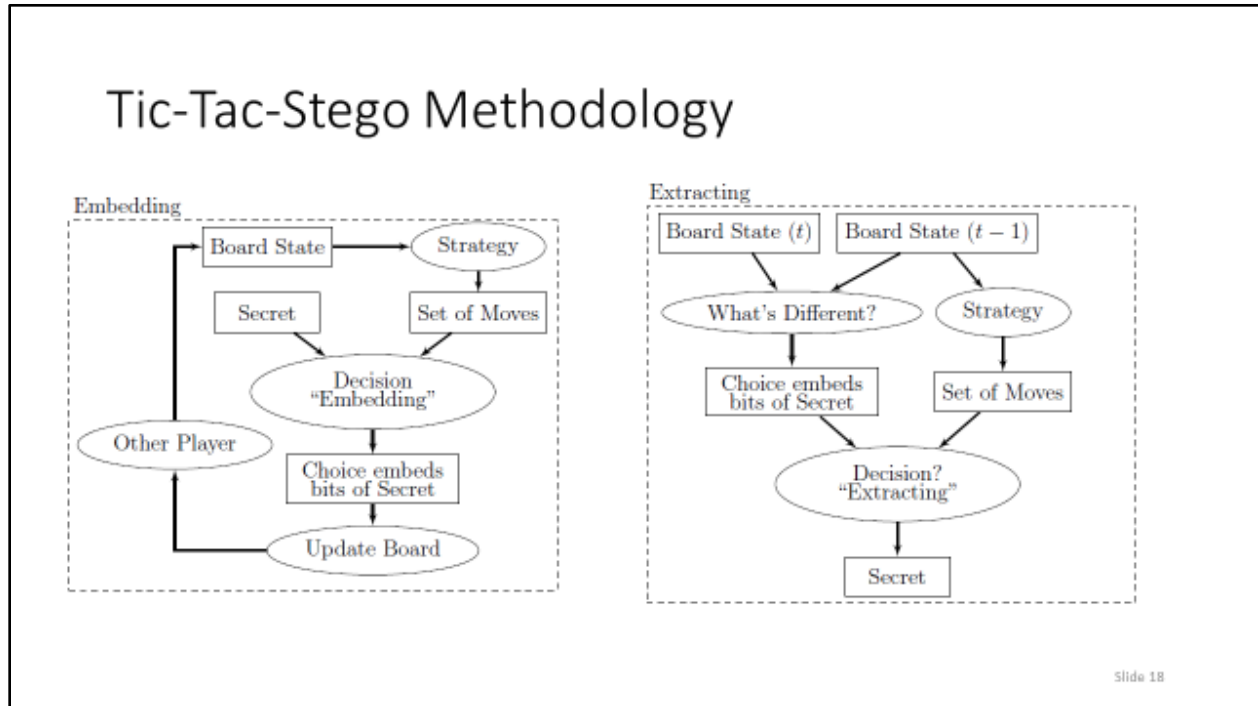 Tic-Tac-Stego Methodology
Embedding
Board State
Strategy
Secret
Set of Moves
Decision
“Embedding”
Other Player
Choice embeds
bits of Secret
Update Board
Extracting
Board State (t)
Board State (t − 1)
What's Different?
Strategy
Choice embeds
bits of Secret
Set of Moves
Decision?
“Extracting”
Secret
Slide 18